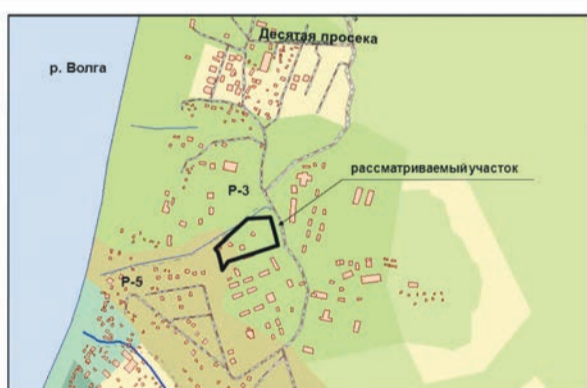 Десятая просека
р. Волга
рассматриваемый участок
Р-3
Р-5